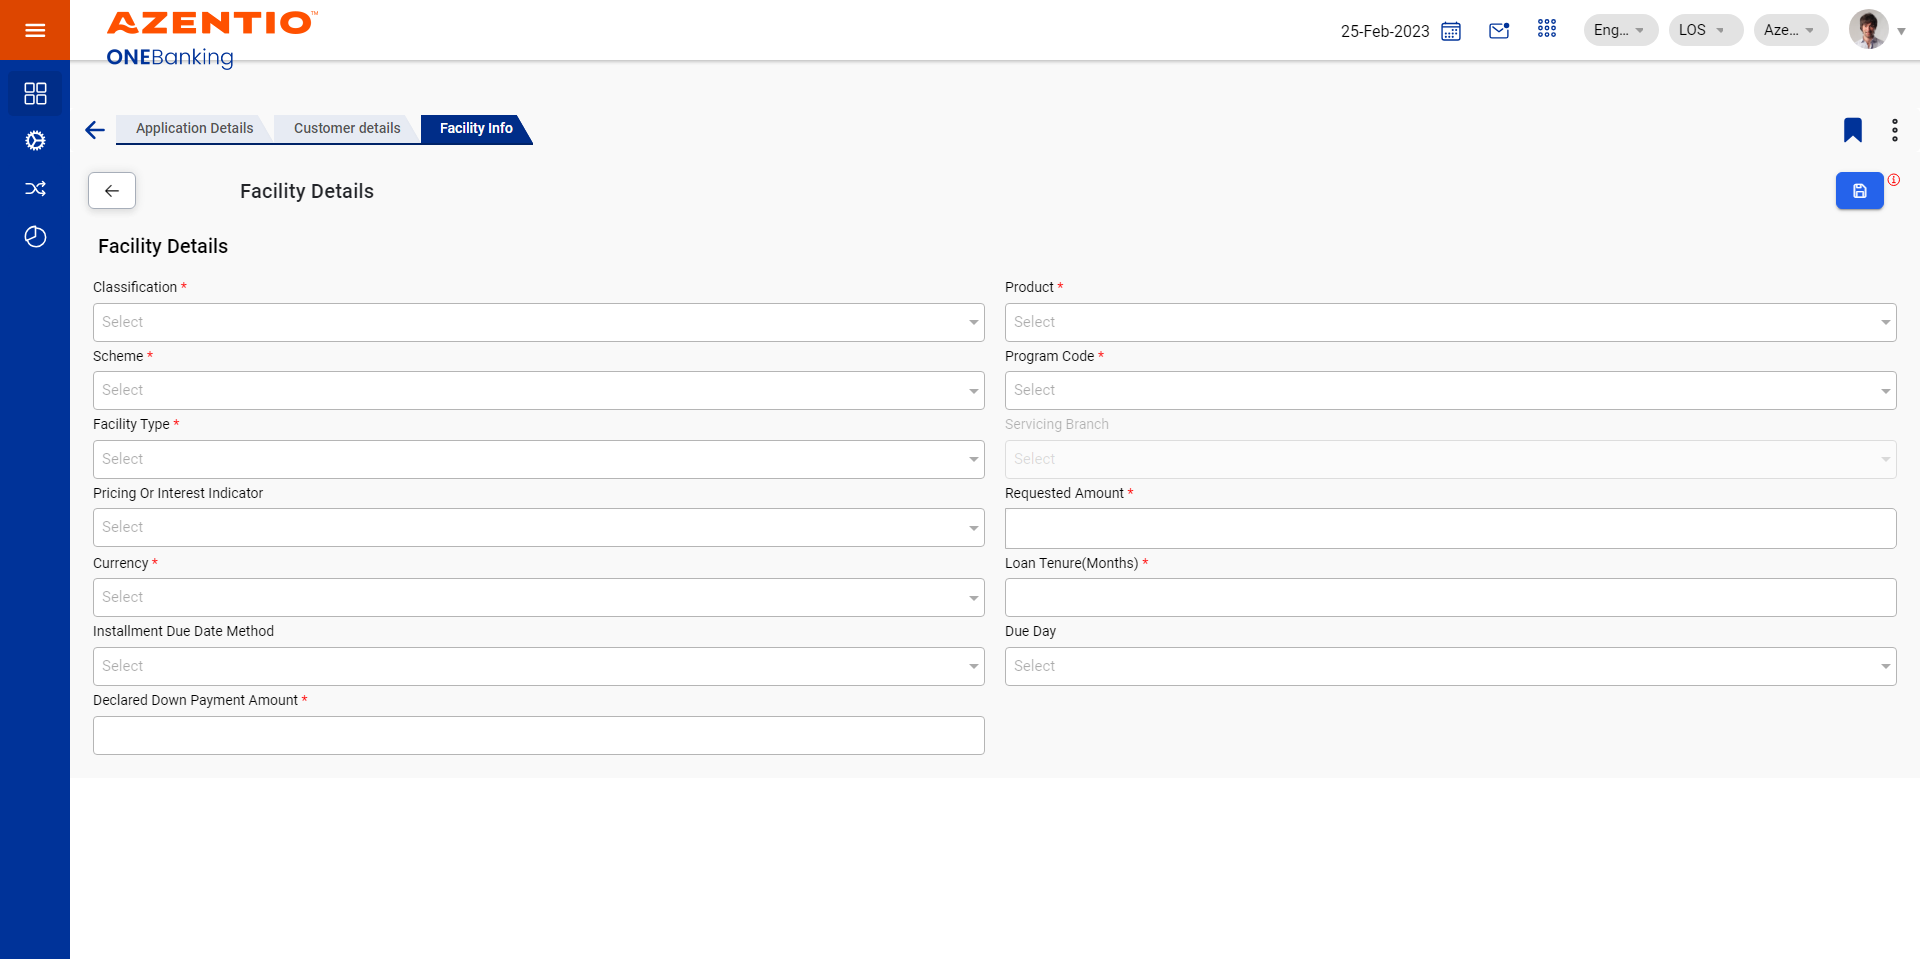 AZENTIO™
ONEBanking
25-Feb-2023
Eng...
LOS
Aze...
Application Details
Customer details
Facility Info
Facility Details
Facility Details
Classification *
Product *
Select
Select
Scheme *
Program Code *
Select
Select
Facility Type *
Servicing Branch
Select
Select
Pricing Or Interest Indicator
Requested Amount *
Select
Currency *
Loan Tenure(Months) *
Select
Installment Due Date Method
Due Day
Select
Select
Declared Down Payment Amount *